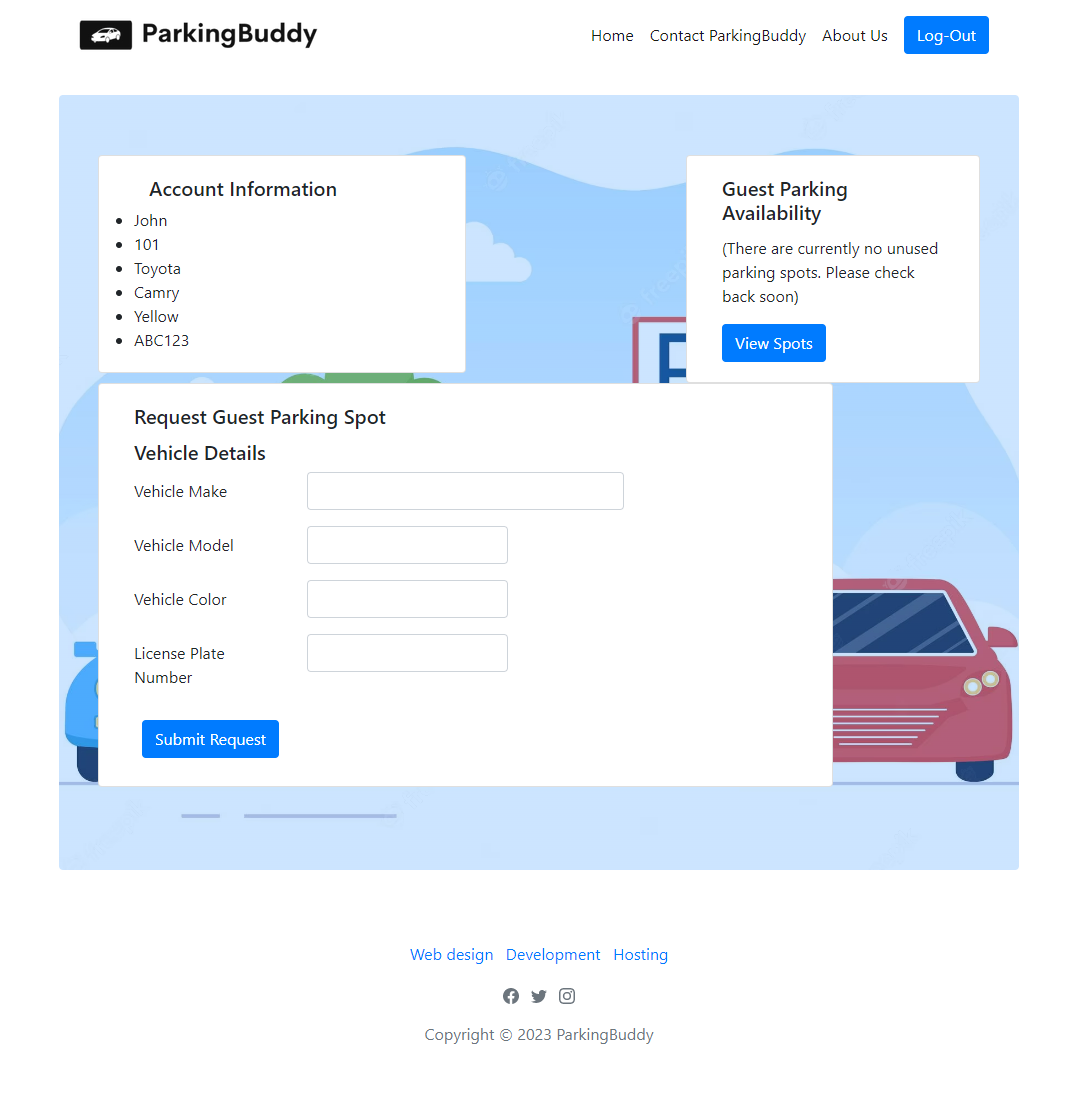 ParkingBuddy
Home Contact ParkingBuddy About Us Log-Out
Account Information
John
101
Toyota
Camry
Yellow
ABC123
Guest Parking
Availability
(There are currently no unused
parking spots. Please check
back soon)
View Spots
Request Guest Parking Spot
Vehicle Details
Vehicle Make
Vehicle Model
Vehicle Color
License Plate
Number
Submit Request
Web design Development Hosting
Copyright © 2023 ParkingBuddy